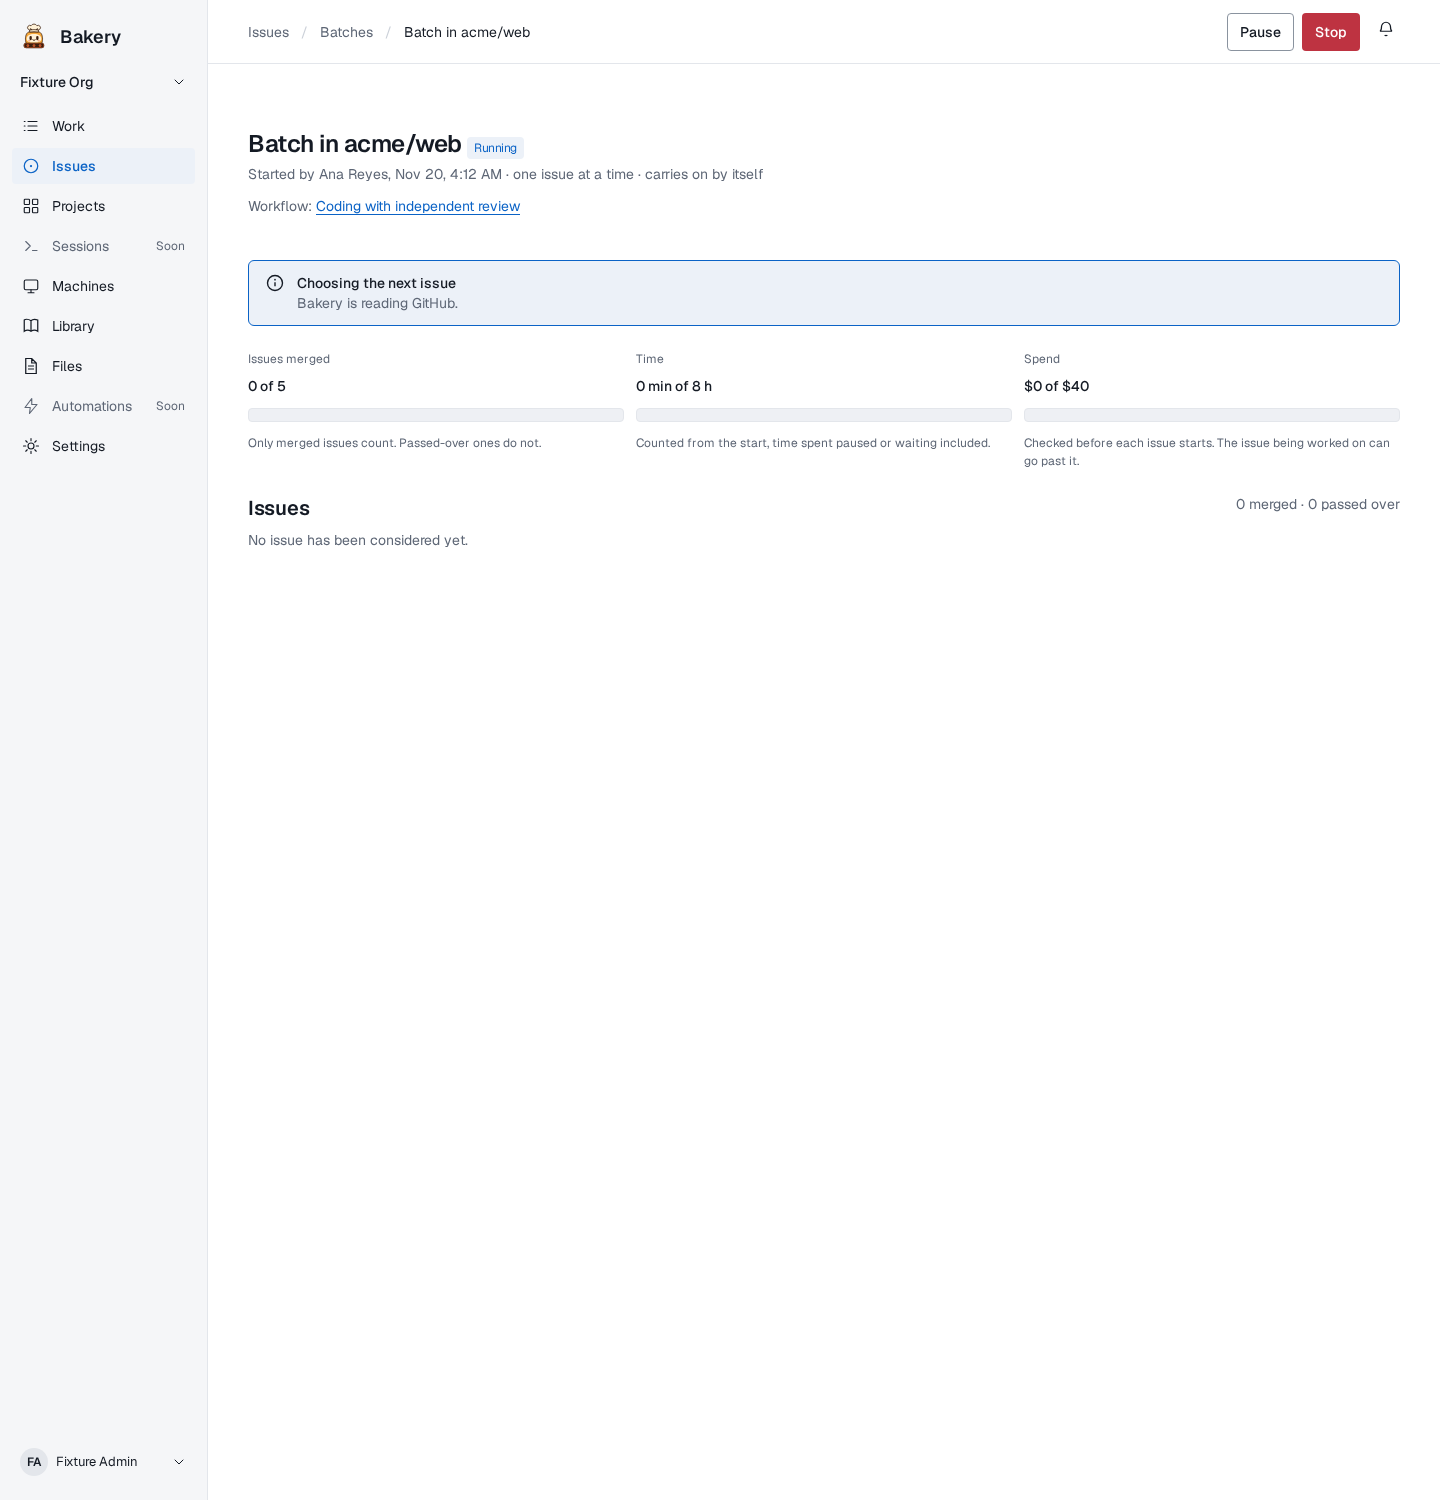 Bakery
Fixture Org
Work
Issues
Projects
Sessions Soon
Machines
Library
Files
Automations Soon
Settings
FA Fixture Admin
Issues / Batches / Batch in acme/web
Pause
Stop
Batch in acme/web Running
Started by Ana Reyes, Nov 20, 4:12 AM · one issue at a time · carries on by itself
Workflow: Coding with independent review
Choosing the next issue
Bakery is reading GitHub.
Issues merged
0 of 5
Only merged issues count. Passed-over ones do not.
Time
0 min of 8 h
Counted from the start, time spent paused or waiting included.
Spend
$0 of $40
Checked before each issue starts. The issue being worked on can
go past it.
Issues
0 merged · 0 passed over
No issue has been considered yet.